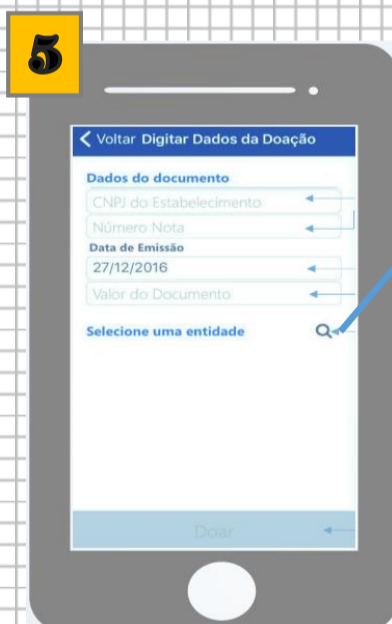 5
Voltar Digitar Dados da Doação
Dados do documento
CNPJ do Estabelecimento
Número Nota
Data de Emissão
27/12/2016
Valor do Documento
Selecione uma entidade
Doar